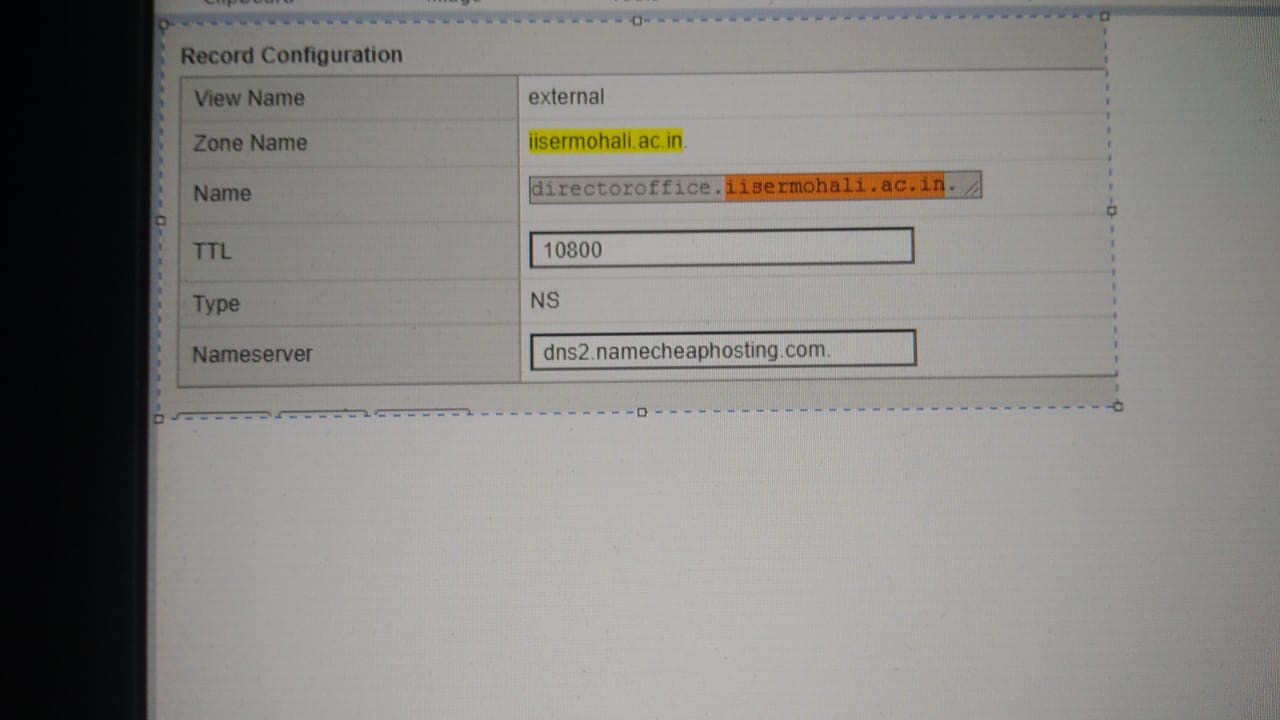 Record Configuration
View Name external
Zone Name iisermohali.ac.in.
Name directoroffice.iisermohali.ac.in.
TTL 10800
Type NS
Nameserver dns2.namecheaphosting.com.